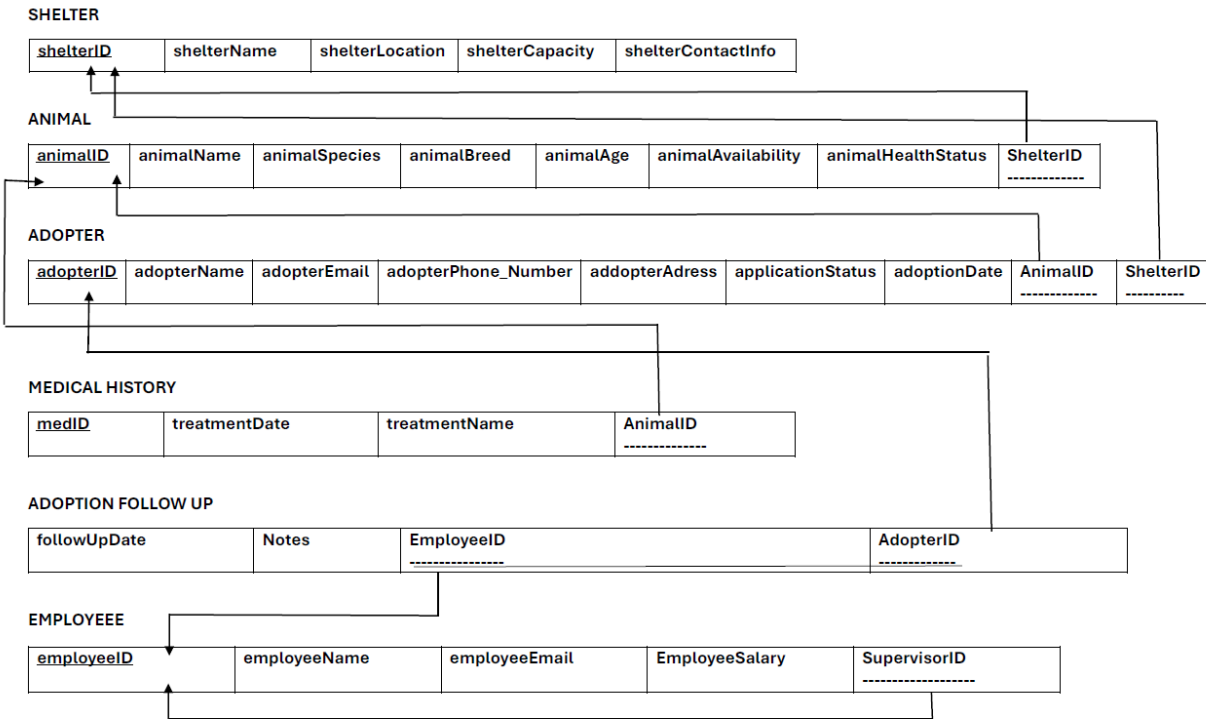 SHELTER
shelterID shelterName shelterLocation shelterCapacity shelterContactInfo
ANIMAL
animalID animalName animalSpecies animalBreed animalAge animalAvailability animalHealthStatus ShelterID
-------------
ADOPTER
adopterID adopterName adopterEmail adopterPhone_Number addopterAdress applicationStatus adoptionDate AnimalID ShelterID
------------- ----------
MEDICAL HISTORY
medID treatmentDate treatmentName AnimalID
--------------
ADOPTION FOLLOW UP
followUpDate Notes EmployeeID AdopterID
---------------- -------------
EMPLOYEEE
employeeID employeeName employeeEmail EmployeeSalary SupervisorID
-------------------